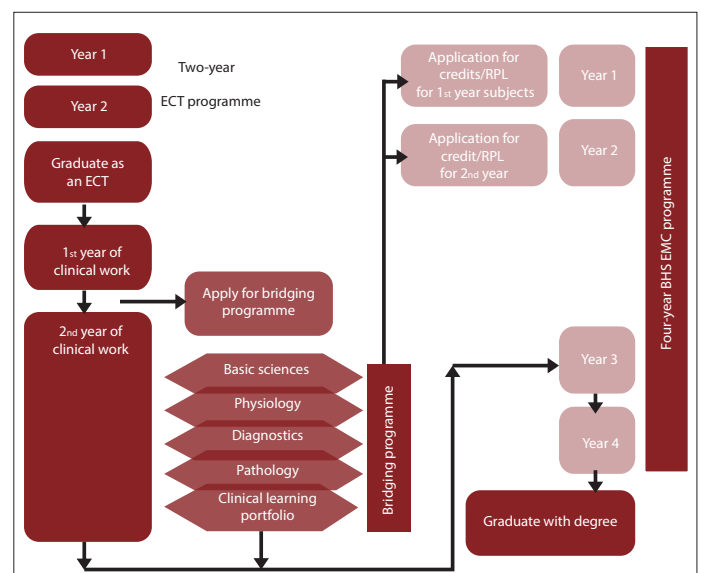 Year 1
Two-year
Year 2
ECT programme
Graduate as
an ECT
1st year of
clinical work
2nd year of
clinical work
Apply for bridging
programme
Basic sciences
Physiology
Diagnostics
Pathology
Clinical learning
portfolio
Bridging programme
Application for
credits/RPL
for 1st year subjects
Year 1
Application for
credit/RPL
for 2nd year
Year 2
Year 3
Year 4
Graduate with degree
Four-year BHS EMC programme